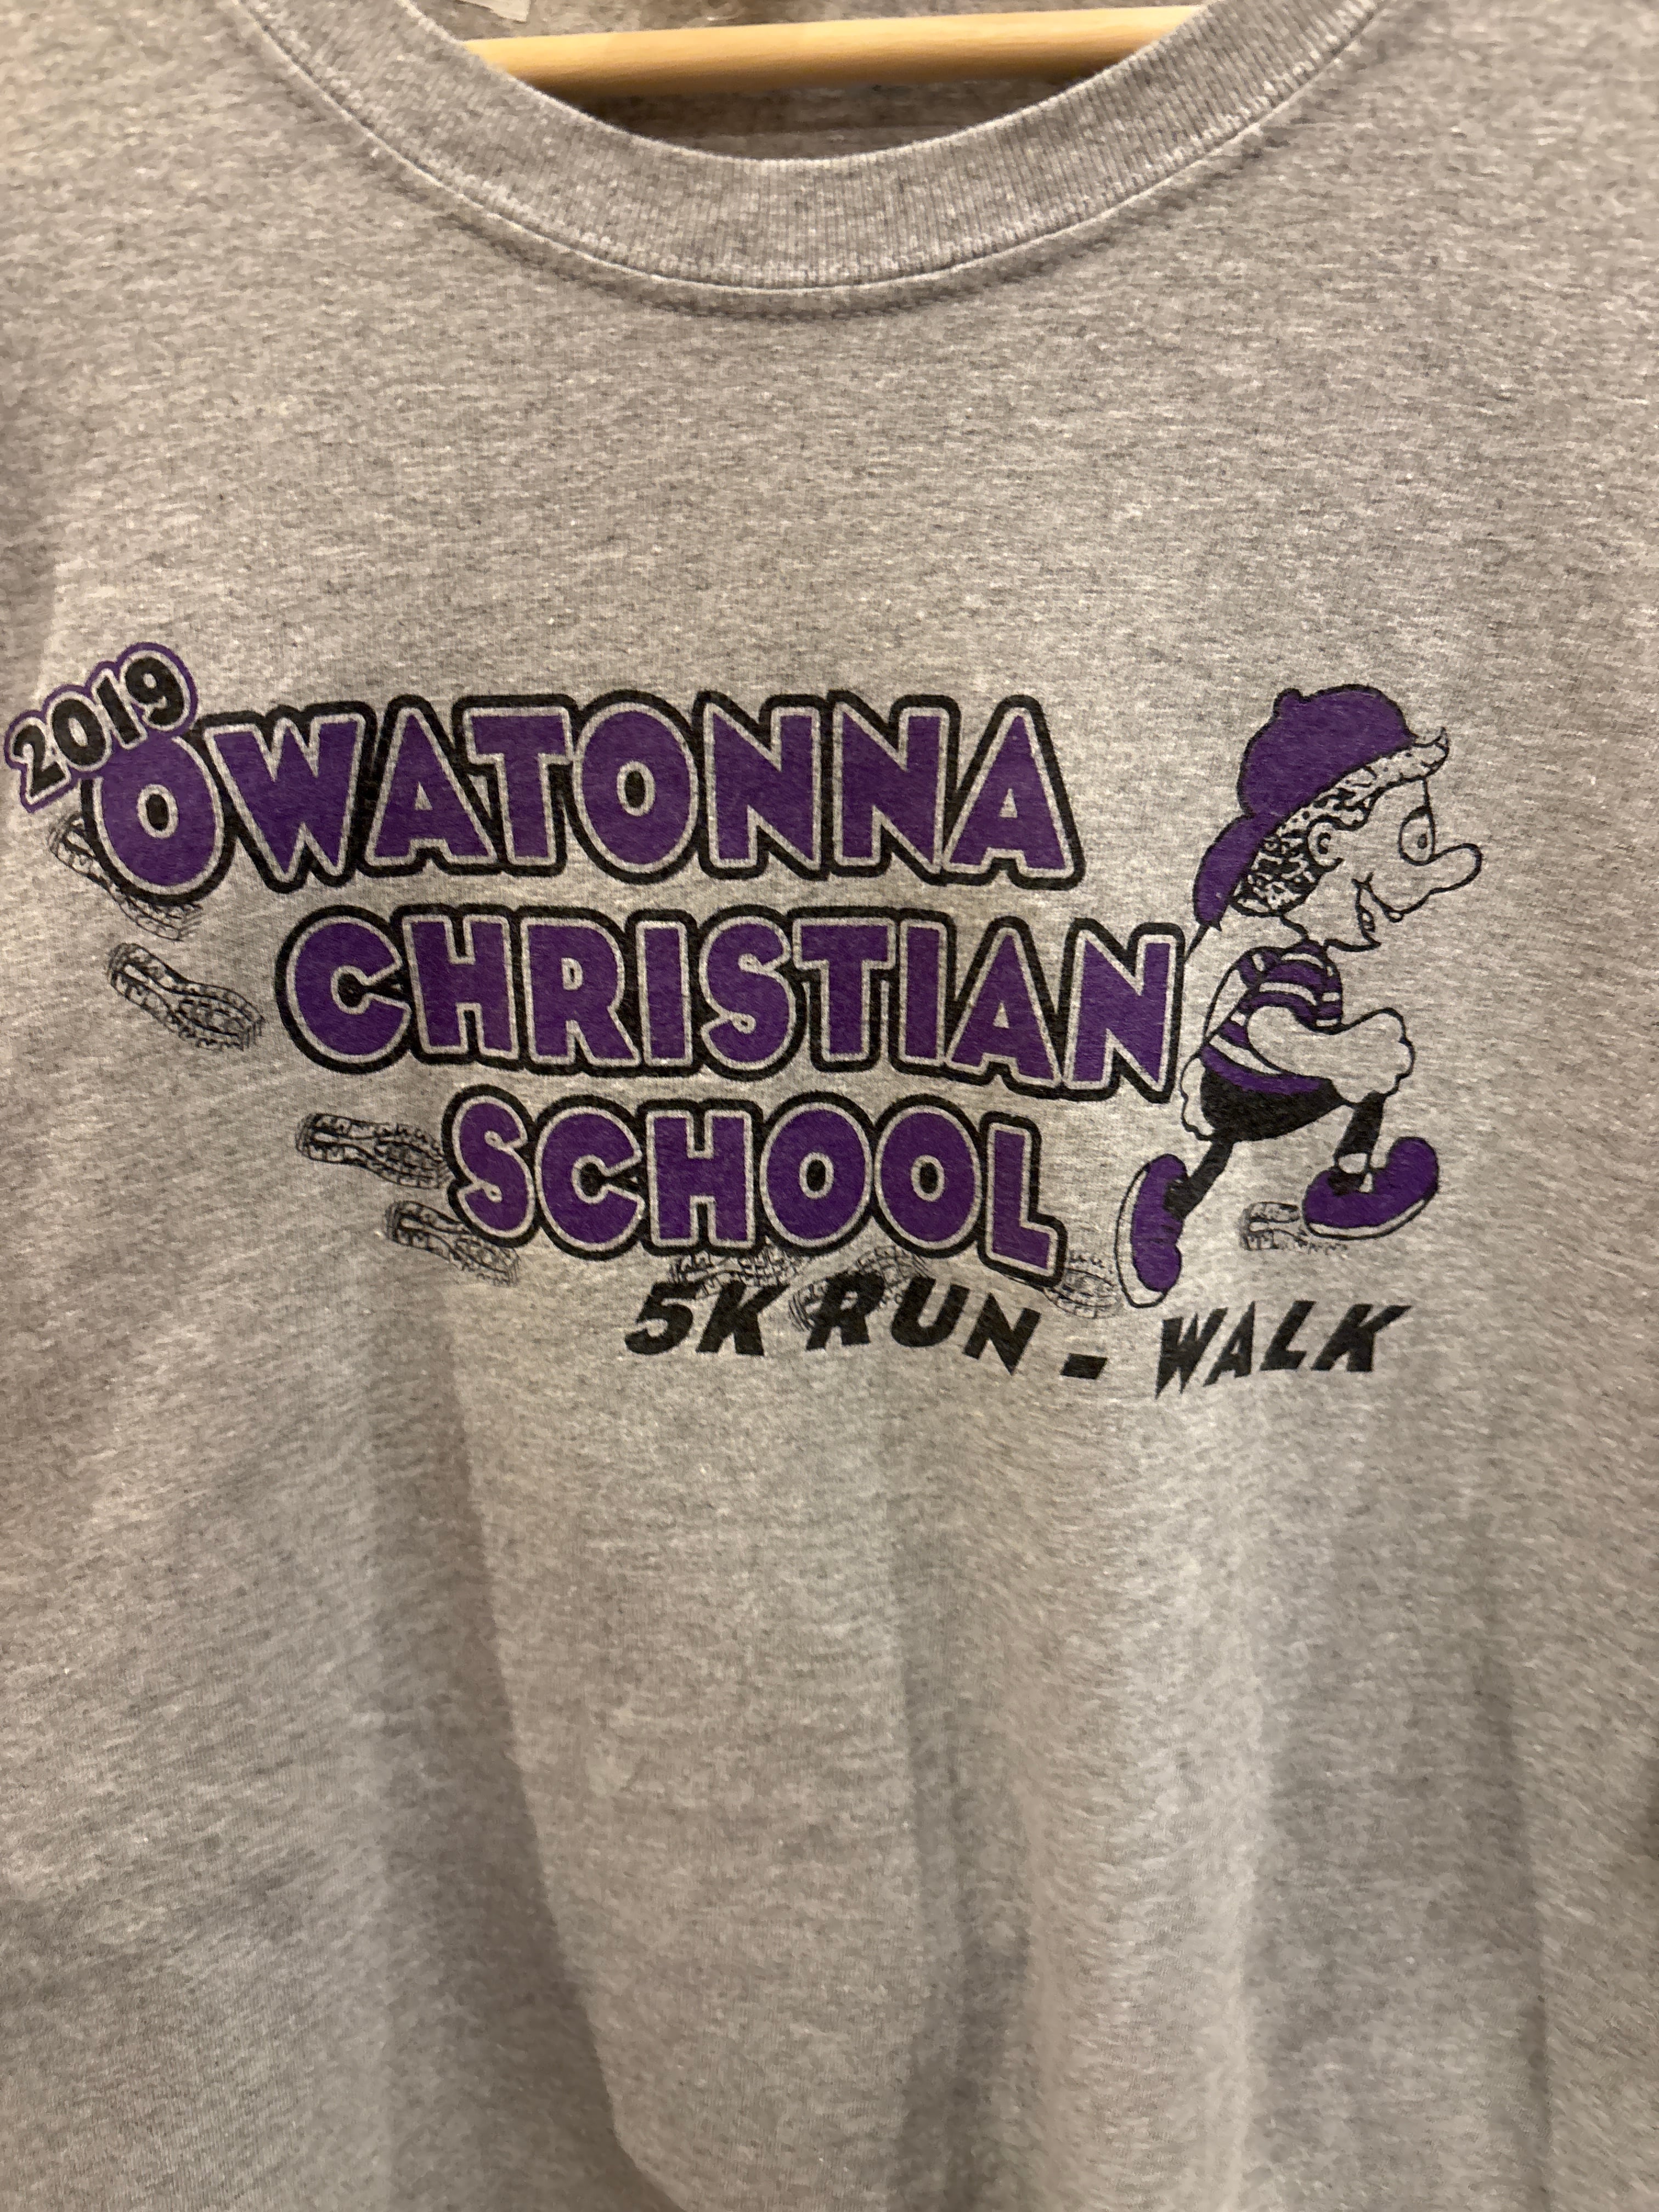 2019
OWATONNA
CHRISTIAN
SCHOOL
5K RUN - WALK